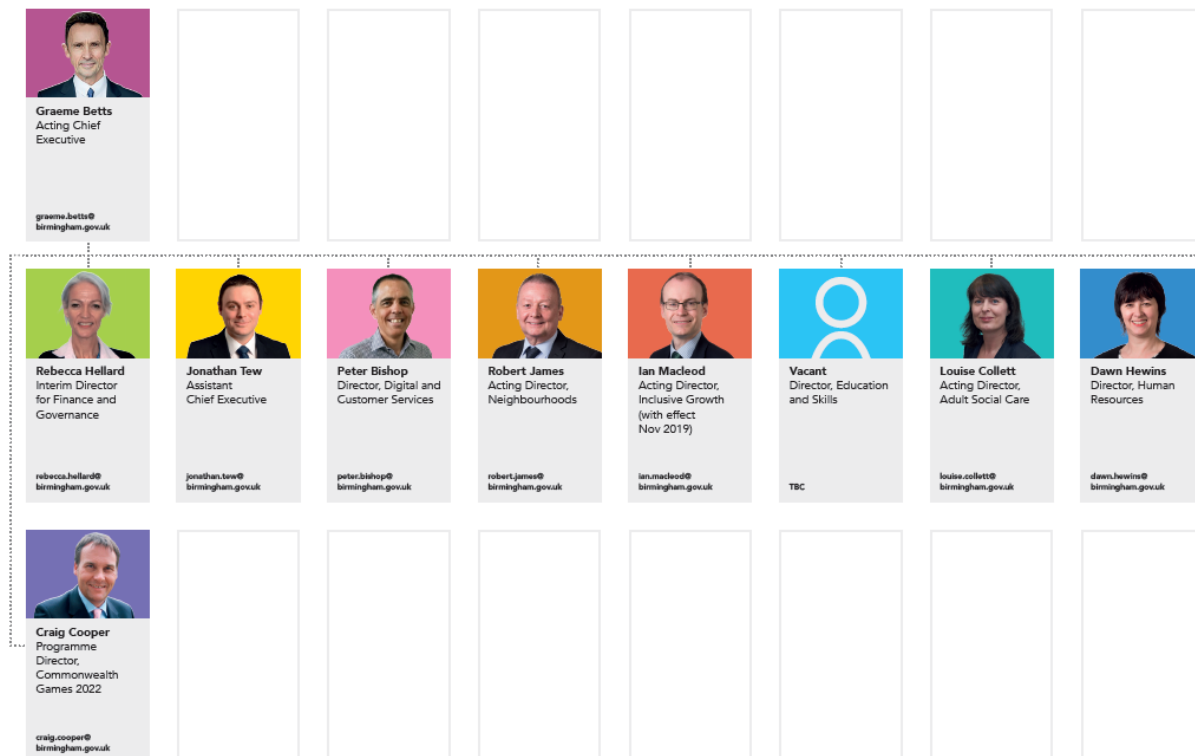 Graeme Betts
Acting Chief
Executive
graeme.betts@
birmingham.gov.uk
Rebecca Hellard
Interim Director
for Finance and
Governance
rebecca.hellard@
birmingham.gov.uk
Jonathan Tew
Assistant
Chief Executive
jonathan.tew@
birmingham.gov.uk
Peter Bishop
Director, Digital and
Customer Services
peter.bishop@
birmingham.gov.uk
Robert James
Acting Director,
Neighbourhoods
robert.james@
birmingham.gov.uk
Ian Macleod
Acting Director,
Inclusive Growth
(with effect
Nov 2019)
ian.macleod@
birmingham.gov.uk
Vacant
Director, Education
and Skills
TBC
Louise Collett
Acting Director,
Adult Social Care
louise.collett@
birmingham.gov.uk
Dawn Hewins
Director, Human
Resources
dawn.hewins@
birmingham.gov.uk
Craig Cooper
Programme
Director,
Commonwealth
Games 2022
craig.cooper@
birmingham.gov.uk